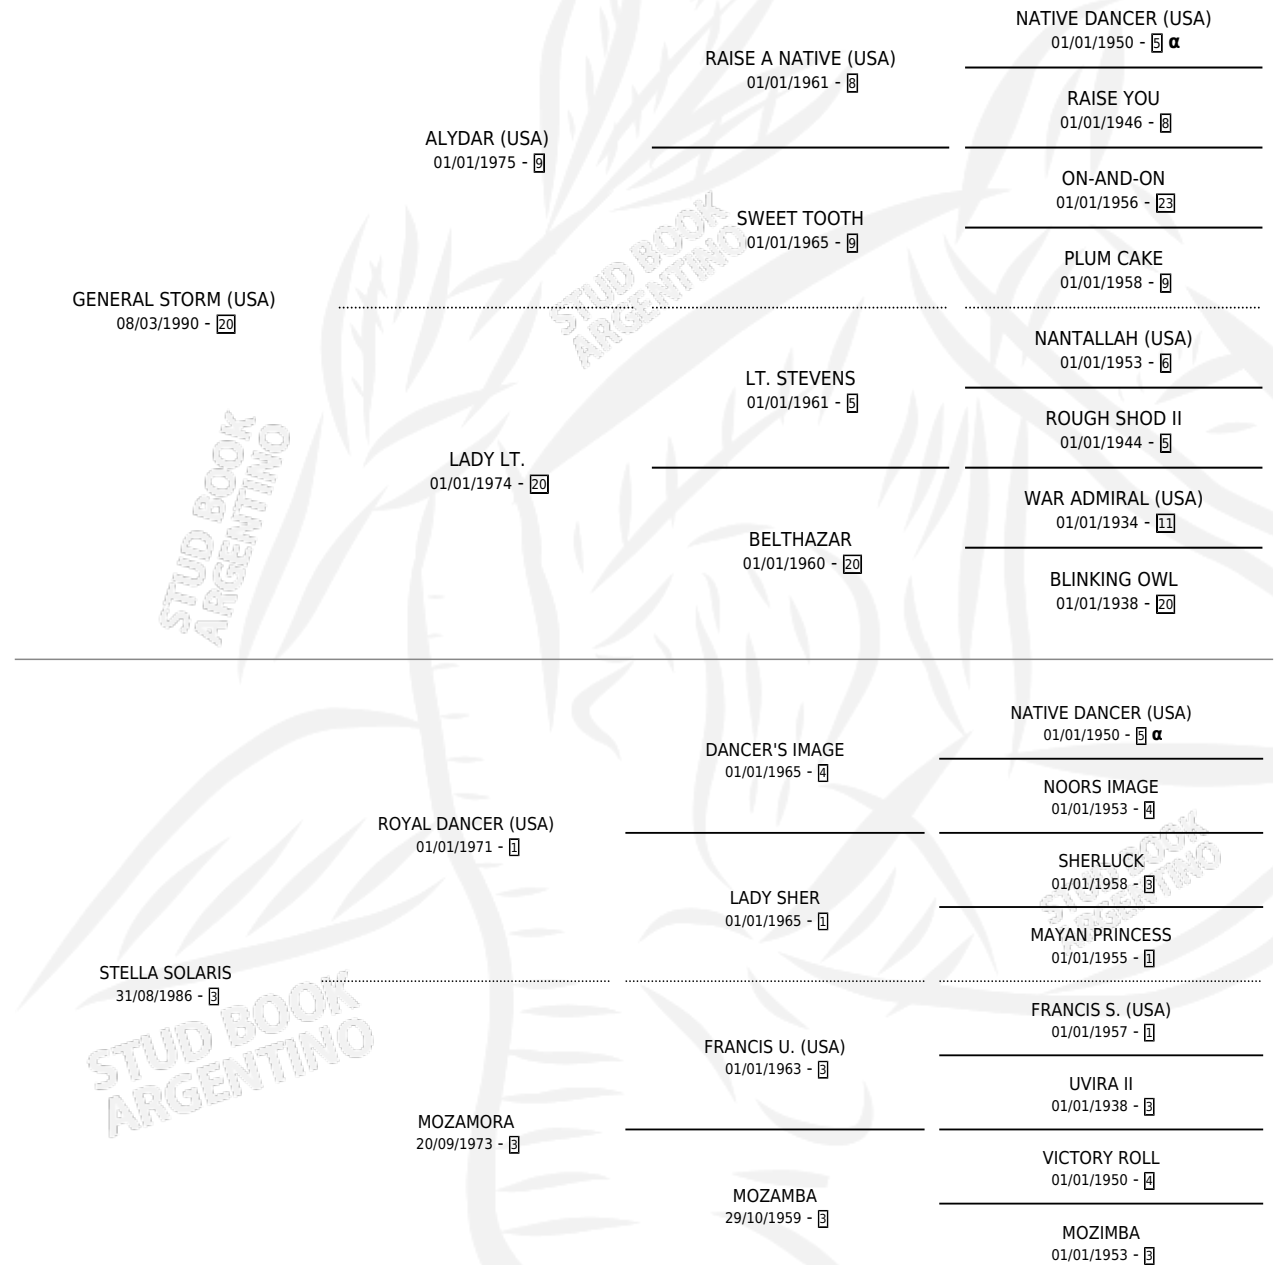 NATIVE DANCER (USA)
01/01/1950 - 5 α
RAISE A NATIVE (USA)
01/01/1961 - 8
RAISE YOU
01/01/1946 - 8
ALYDAR (USA)
01/01/1975 - 9
ON-AND-ON
01/01/1956 - 23
SWEET TOOTH
01/01/1965 - 9
PLUM CAKE
01/01/1958 - 9
GENERAL STORM (USA)
08/03/1990 - 20
NANTALLAH (USA)
01/01/1953 - 6
LT. STEVENS
01/01/1961 - 5
ROUGH SHOD II
01/01/1944 - 5
LADY LT.
01/01/1974 - 20
WAR ADMIRAL (USA)
01/01/1934 - 11
BELTHAZAR
01/01/1960 - 20
BLINKING OWL
01/01/1938 - 20
NATIVE DANCER (USA)
01/01/1950 - 5 α
DANCER'S IMAGE
01/01/1965 - 4
NOORS IMAGE
01/01/1953 - 4
ROYAL DANCER (USA)
01/01/1971 - 1
SHERLUCK
01/01/1958 - 3
LADY SHER
01/01/1965 - 1
MAYAN PRINCESS
01/01/1955 - 1
STELLA SOLARIS
31/08/1986 - 3
FRANCIS S. (USA)
01/01/1957 - 1
FRANCIS U. (USA)
01/01/1963 - 3
UVIRA II
01/01/1938 - 3
MOZAMORA
20/09/1973 - 3
VICTORY ROLL
01/01/1950 - 4
MOZAMBA
29/10/1959 - 3
MOZIMBA
01/01/1953 - 3
STUD BOOK
ARGENTINO
STUD BOOK
ARGENTINO
STUD BOOK
ARGENTINO
STUD BOOK
ARGENTINO